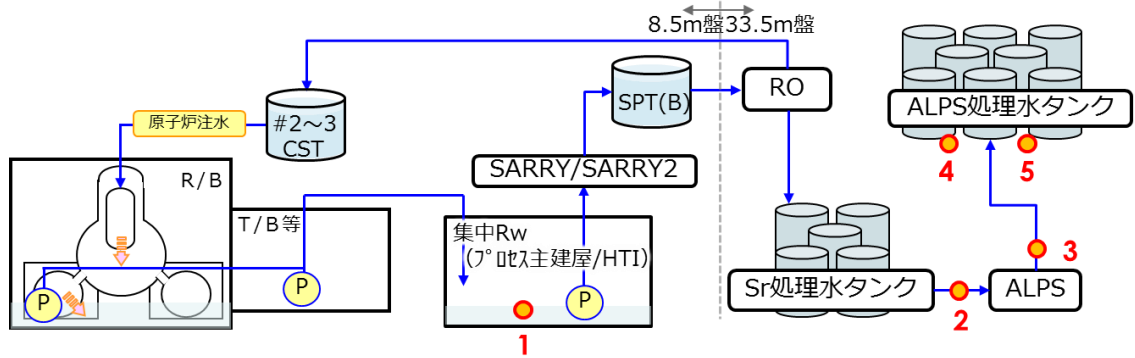 8.5m盤33.5m盤
原子炉注水
#2～3
CST
SPT(B)
RO
ALPS処理水タンク
4
5
R/B
T/B等
SARRY/SARRY2
集中Rw
(ﾌﾟﾛｾｽ主建屋/HTI)
P
P
P
1
Sr処理水タンク
2
ALPS
3